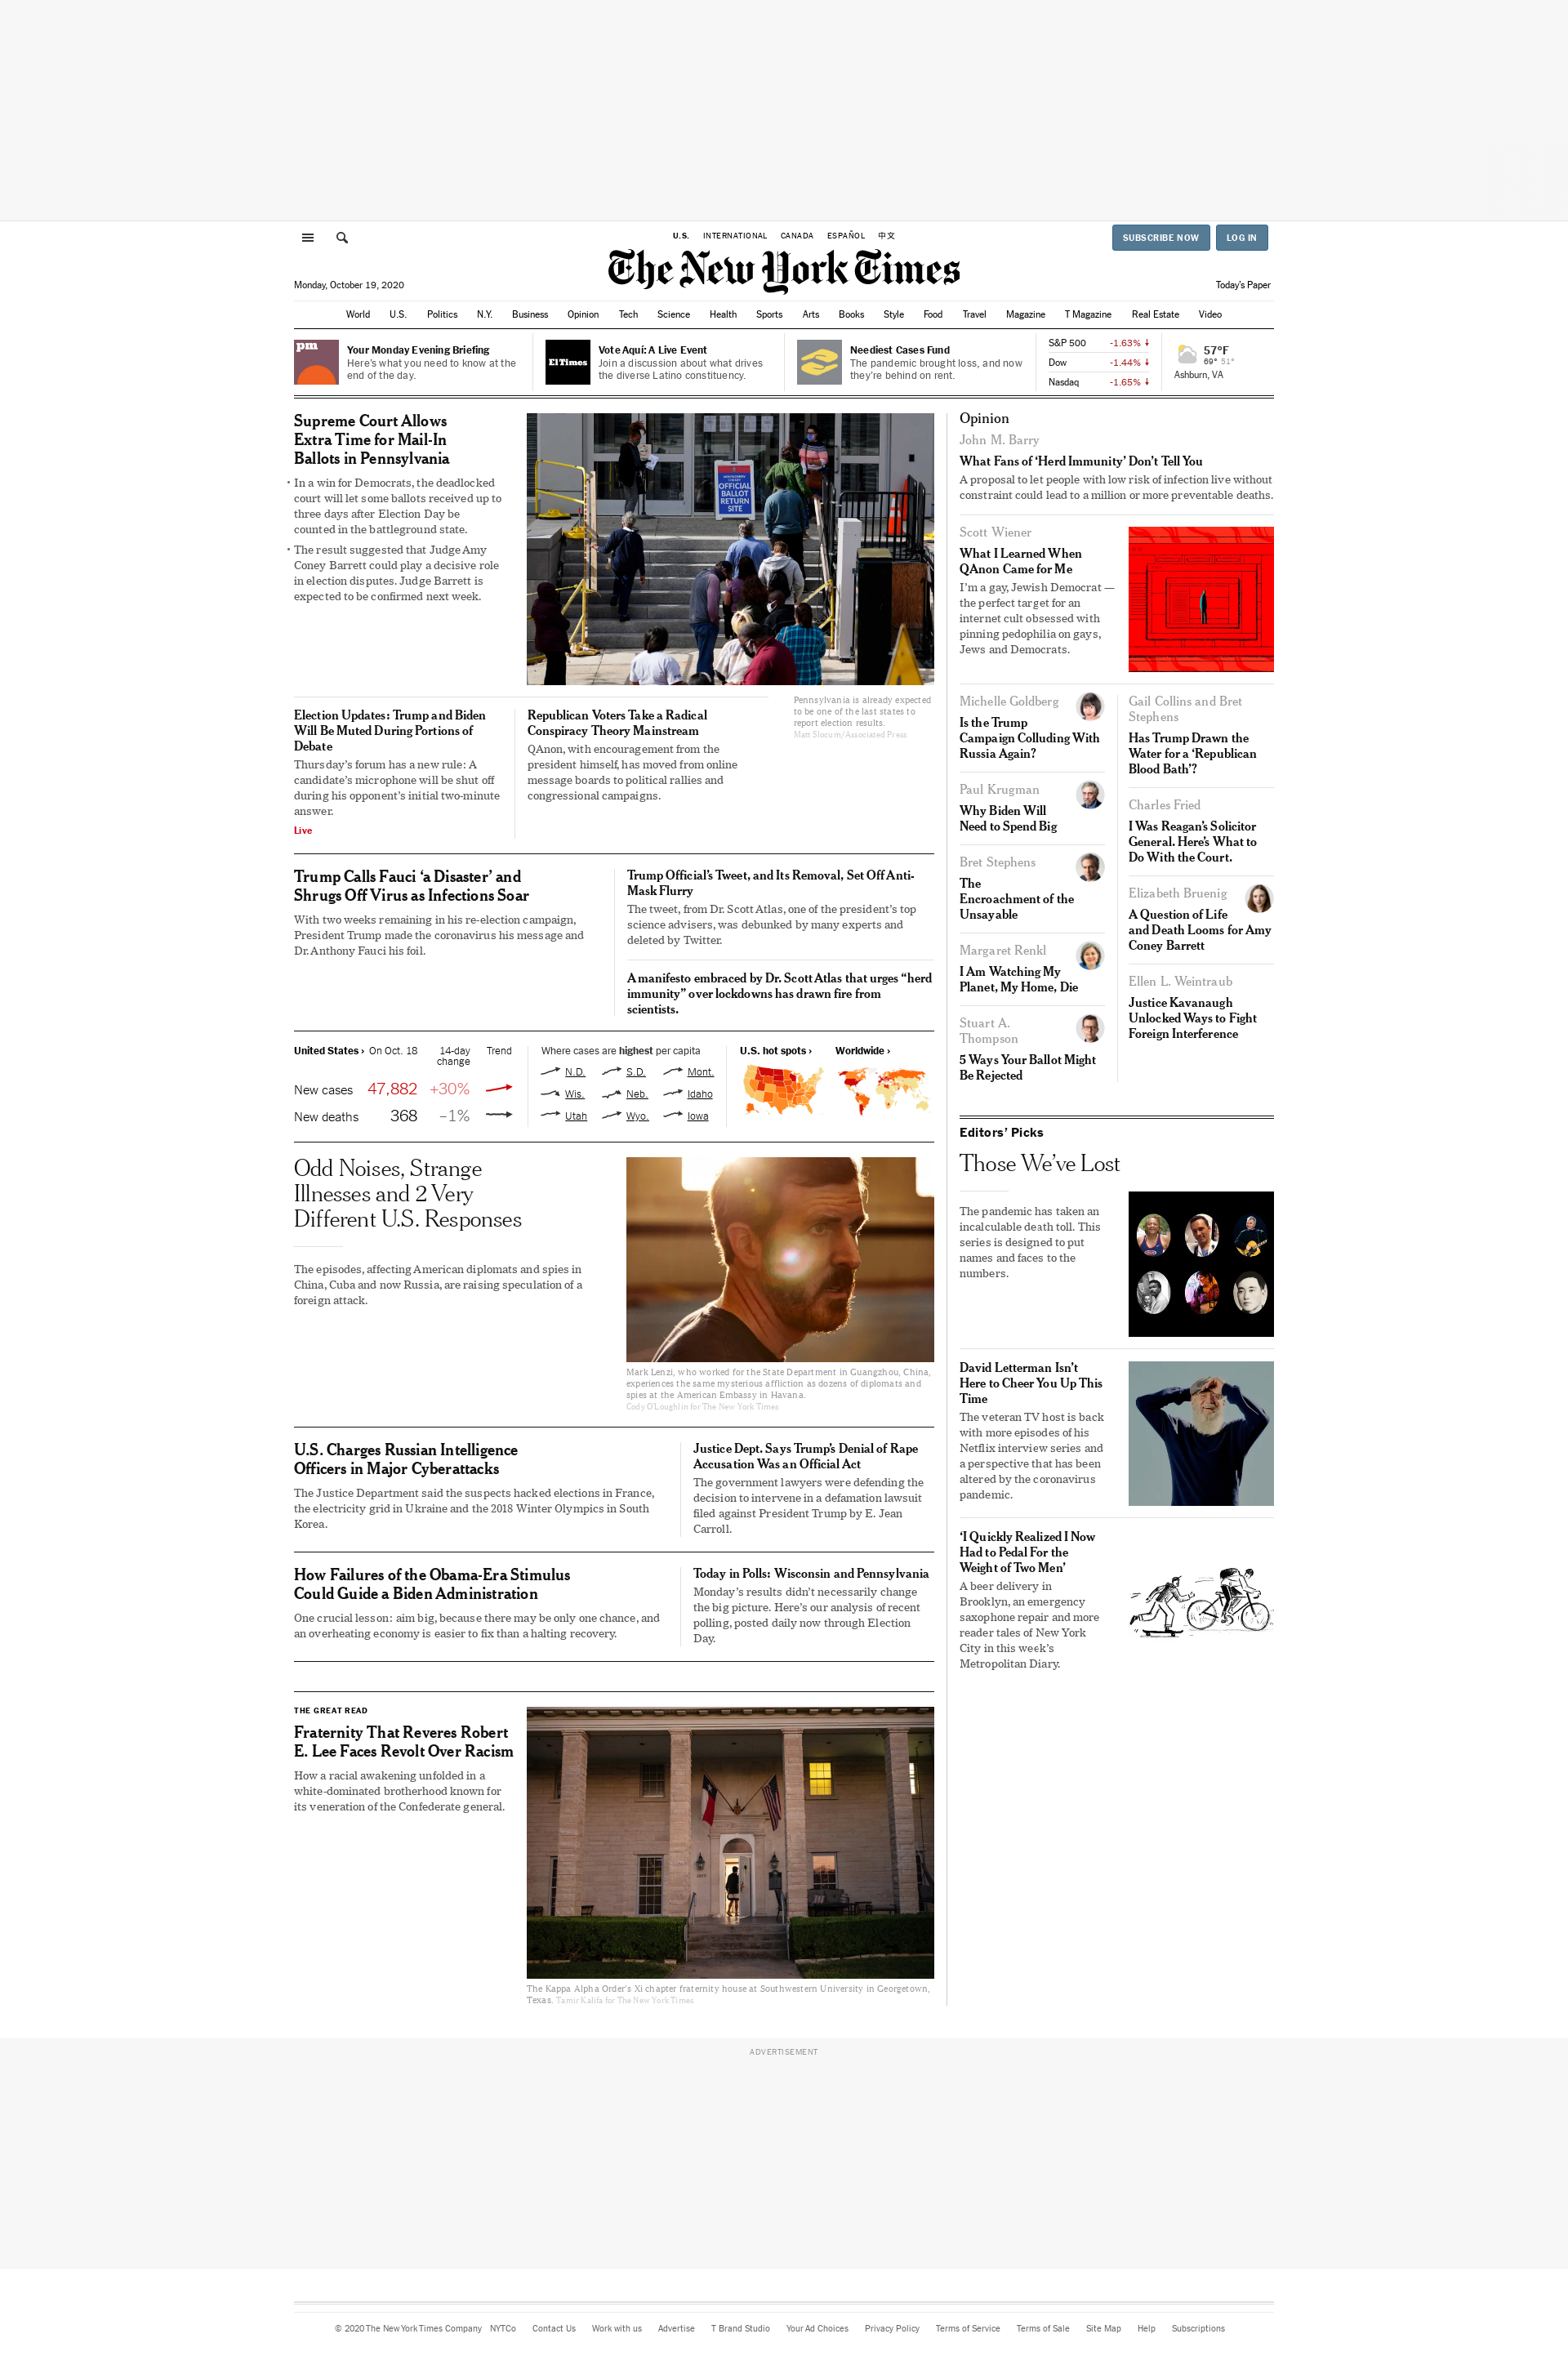 U.S. INTERNATIONAL CANADA ESPAÑOL 中文
SUBSCRIBE NOW LOG IN
The New York Times
Monday, October 19, 2020
Today's Paper
World U.S. Politics N.Y. Business Opinion Tech Science Health Sports Arts Books Style Food Travel Magazine T Magazine Real Estate Video
pm
Your Monday Evening Briefing
Here's what you need to know at the
end of the day.
El Times
Vote Aquí: A Live Event
Join a discussion about what drives
the diverse Latino constituency.
Neediest Cases Fund
The pandemic brought loss, and now
they're behind on rent.
S&P 500 -1.63%
Dow -1.44%
Nasdaq -1.65%
57°F
69° 51°
Ashburn, VA
Supreme Court Allows
Extra Time for Mail-In
Ballots in Pennsylvania
• In a win for Democrats, the deadlocked
court will let some ballots received up to
three days after Election Day be
counted in the battleground state.
• The result suggested that Judge Amy
Coney Barrett could play a decisive role
in election disputes. Judge Barrett is
expected to be confirmed next week.
OFFICIAL
BALLOT
RETURN
SITE
Pennsylvania is already expected
to be one of the last states to
report election results.
Matt Slocum/Associated Press
Election Updates: Trump and Biden
Will Be Muted During Portions of
Debate
Thursday's forum has a new rule: A
candidate's microphone will be shut off
during his opponent's initial two-minute
answer.
Live
Republican Voters Take a Radical
Conspiracy Theory Mainstream
QAnon, with encouragement from the
president himself, has moved from online
message boards to political rallies and
congressional campaigns.
Trump Calls Fauci ‘a Disaster’ and
Shrugs Off Virus as Infections Soar
With two weeks remaining in his re-election campaign,
President Trump made the coronavirus his message and
Dr. Anthony Fauci his foil.
Trump Official's Tweet, and Its Removal, Set Off Anti-
Mask Flurry
The tweet, from Dr. Scott Atlas, one of the president's top
science advisers, was debunked by many experts and
deleted by Twitter.
A manifesto embraced by Dr. Scott Atlas that urges “herd
immunity” over lockdowns has drawn fire from
scientists.
United States › On Oct. 18 14-day
change Trend
New cases 47,882 +30%
New deaths 368 –1%
Where cases are highest per capita
N.D. S.D. Mont.
Wis. Neb. Idaho
Utah Wyo. Iowa
U.S. hot spots › Worldwide ›
Odd Noises, Strange
Illnesses and 2 Very
Different U.S. Responses
The episodes, affecting American diplomats and spies in
China, Cuba and now Russia, are raising speculation of a
foreign attack.
Mark Lenzi, who worked for the State Department in Guangzhou, China,
experiences the same mysterious affliction as dozens of diplomats and
spies at the American Embassy in Havana.
Cody O'Loughlin for The New York Times
U.S. Charges Russian Intelligence
Officers in Major Cyberattacks
The Justice Department said the suspects hacked elections in France,
the electricity grid in Ukraine and the 2018 Winter Olympics in South
Korea.
Justice Dept. Says Trump's Denial of Rape
Accusation Was an Official Act
The government lawyers were defending the
decision to intervene in a defamation lawsuit
filed against President Trump by E. Jean
Carroll.
How Failures of the Obama-Era Stimulus
Could Guide a Biden Administration
One crucial lesson: aim big, because there may be only one chance, and
an overheating economy is easier to fix than a halting recovery.
Today in Polls: Wisconsin and Pennsylvania
Monday's results didn't necessarily change
the big picture. Here's our analysis of recent
polling, posted daily now through Election
Day.
THE GREAT READ
Fraternity That Reveres Robert
E. Lee Faces Revolt Over Racism
How a racial awakening unfolded in a
white-dominated brotherhood known for
its veneration of the Confederate general.
The Kappa Alpha Order's Xi chapter fraternity house at Southwestern University in Georgetown,
Texas. Tamir Kalifa for The New York Times
Opinion
John M. Barry
What Fans of ‘Herd Immunity’ Don't Tell You
A proposal to let people with low risk of infection live without
constraint could lead to a million or more preventable deaths.
Scott Wiener
What I Learned When
QAnon Came for Me
I'm a gay, Jewish Democrat —
the perfect target for an
internet cult obsessed with
pinning pedophilia on gays,
Jews and Democrats.
Michelle Goldberg
Is the Trump
Campaign Colluding With
Russia Again?
Paul Krugman
Why Biden Will
Need to Spend Big
Bret Stephens
The
Encroachment of the
Unsayable
Margaret Renkl
I Am Watching My
Planet, My Home, Die
Stuart A.
Thompson
5 Ways Your Ballot Might
Be Rejected
Gail Collins and Bret
Stephens
Has Trump Drawn the
Water for a ‘Republican
Blood Bath’?
Charles Fried
I Was Reagan's Solicitor
General. Here's What to
Do With the Court.
Elizabeth Bruenig
A Question of Life
and Death Looms for Amy
Coney Barrett
Ellen L. Weintraub
Justice Kavanaugh
Unlocked Ways to Fight
Foreign Interference
Editors' Picks
Those We've Lost
The pandemic has taken an
incalculable death toll. This
series is designed to put
names and faces to the
numbers.
David Letterman Isn't
Here to Cheer You Up This
Time
The veteran TV host is back
with more episodes of his
Netflix interview series and
a perspective that has been
altered by the coronavirus
pandemic.
‘I Quickly Realized I Now
Had to Pedal For the
Weight of Two Men’
A beer delivery in
Brooklyn, an emergency
saxophone repair and more
reader tales of New York
City in this week's
Metropolitan Diary.
ADVERTISEMENT
© 2020 The New York Times Company NYTCo Contact Us Work with us Advertise T Brand Studio Your Ad Choices Privacy Policy Terms of Service Terms of Sale Site Map Help Subscriptions